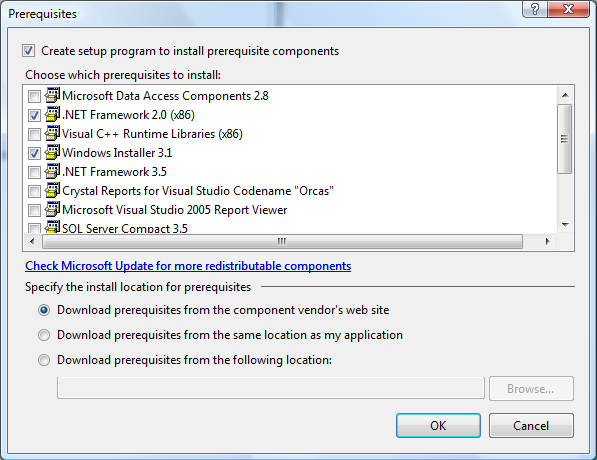 Prerequisites
Create setup program to install prerequisite components
Choose which prerequisites to install:
Microsoft Data Access Components 2.8
.NET Framework 2.0 (x86)
Visual C++ Runtime Libraries (x86)
Windows Installer 3.1
.NET Framework 3.5
Crystal Reports for Visual Studio Codename "Orcas"
Microsoft Visual Studio 2005 Report Viewer
SQL Server Compact 3.5
Check Microsoft Update for more redistributable components
Specify the install location for prerequisites
Download prerequisites from the component vendor's web site
Download prerequisites from the same location as my application
Download prerequisites from the following location:
Browse...
OK Cancel